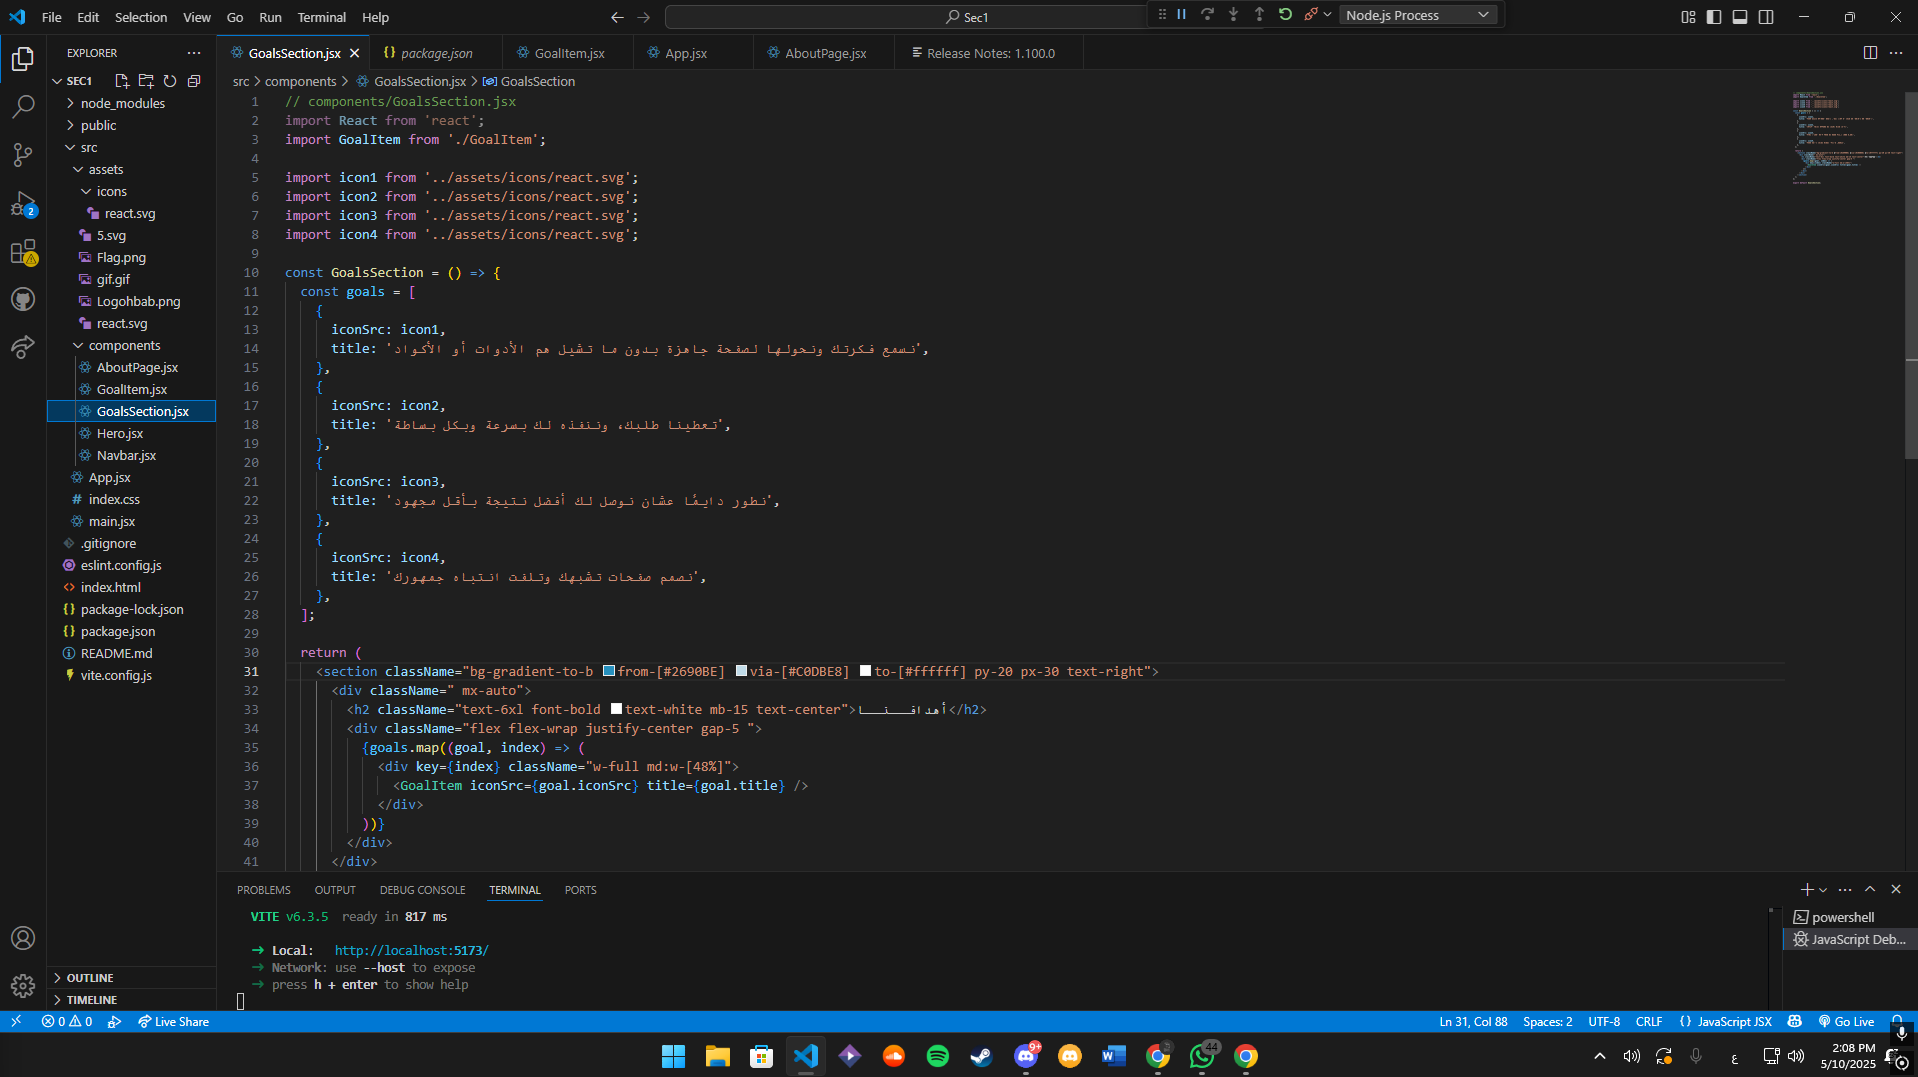 File Edit Selection View Go Run Terminal Help
Sec1
Node.js Process
EXPLORER
GoalsSection.jsx
package.json
GoalItem.jsx
App.jsx
AboutPage.jsx
Release Notes: 1.100.0
src > components > GoalsSection.jsx > GoalsSection
SEC1
node_modules
public
src
assets
icons
react.svg
5.svg
Flag.png
gif.gif
Logohbab.png
react.svg
components
AboutPage.jsx
GoalItem.jsx
GoalsSection.jsx
Hero.jsx
Navbar.jsx
App.jsx
index.css
main.jsx
.gitignore
eslint.config.js
index.html
package-lock.json
package.json
README.md
vite.config.js
OUTLINE
TIMELINE
2
1 // components/GoalsSection.jsx
2 import React from 'react';
3 import GoalItem from './GoalItem';
4
5 import icon1 from '../assets/icons/react.svg';
6 import icon2 from '../assets/icons/react.svg';
7 import icon3 from '../assets/icons/react.svg';
8 import icon4 from '../assets/icons/react.svg';
9
10 const GoalsSection = () => {
11 const goals = [
12 {
13 iconSrc: icon1,
14 title: 'نسمع فكرتك ونحولها لصفحة جاهزة بدون ما تشيل هم الأدوات أو الأكواد',
15 },
16 {
17 iconSrc: icon2,
18 title: 'تعطينا طلبك، وننفذه لك بسرعة وبكل بساطة',
19 },
20 {
21 iconSrc: icon3,
22 title: 'نطور دايمًا عشان نوصل لك أفضل نتيجة بأقل مجهود',
23 },
24 {
25 iconSrc: icon4,
26 title: 'نصمم صفحات تشبهك وتلفت انتباه جمهورك',
27 },
28 ];
29
30 return (
31 <section className="bg-gradient-to-b from-[#2690BE] via-[#C0DBE8] to-[#ffffff] py-20 px-30 text-right">
32 <div className=" mx-auto">
33 <h2 className="text-6xl font-bold text-white mb-15 text-center">أهدافـــنــــا</h2>
34 <div className="flex flex-wrap justify-center gap-5 ">
35 {goals.map((goal, index) => (
36 <div key={index} className="w-full md:w-[48%]">
37 <GoalItem iconSrc={goal.iconSrc} title={goal.title} />
38 </div>
39 ))}
40 </div>
41 </div>
PROBLEMS OUTPUT DEBUG CONSOLE TERMINAL PORTS
VITE v6.3.5 ready in 817 ms
➜ Local: http://localhost:5173/
➜ Network: use --host to expose
➜ press h + enter to show help
powershell
JavaScript Deb...
0 0
Live Share
Ln 31, Col 88 Spaces: 2 UTF-8 CRLF {} JavaScript JSX Go Live
9+
44
ع
2:08 PM
5/10/2025